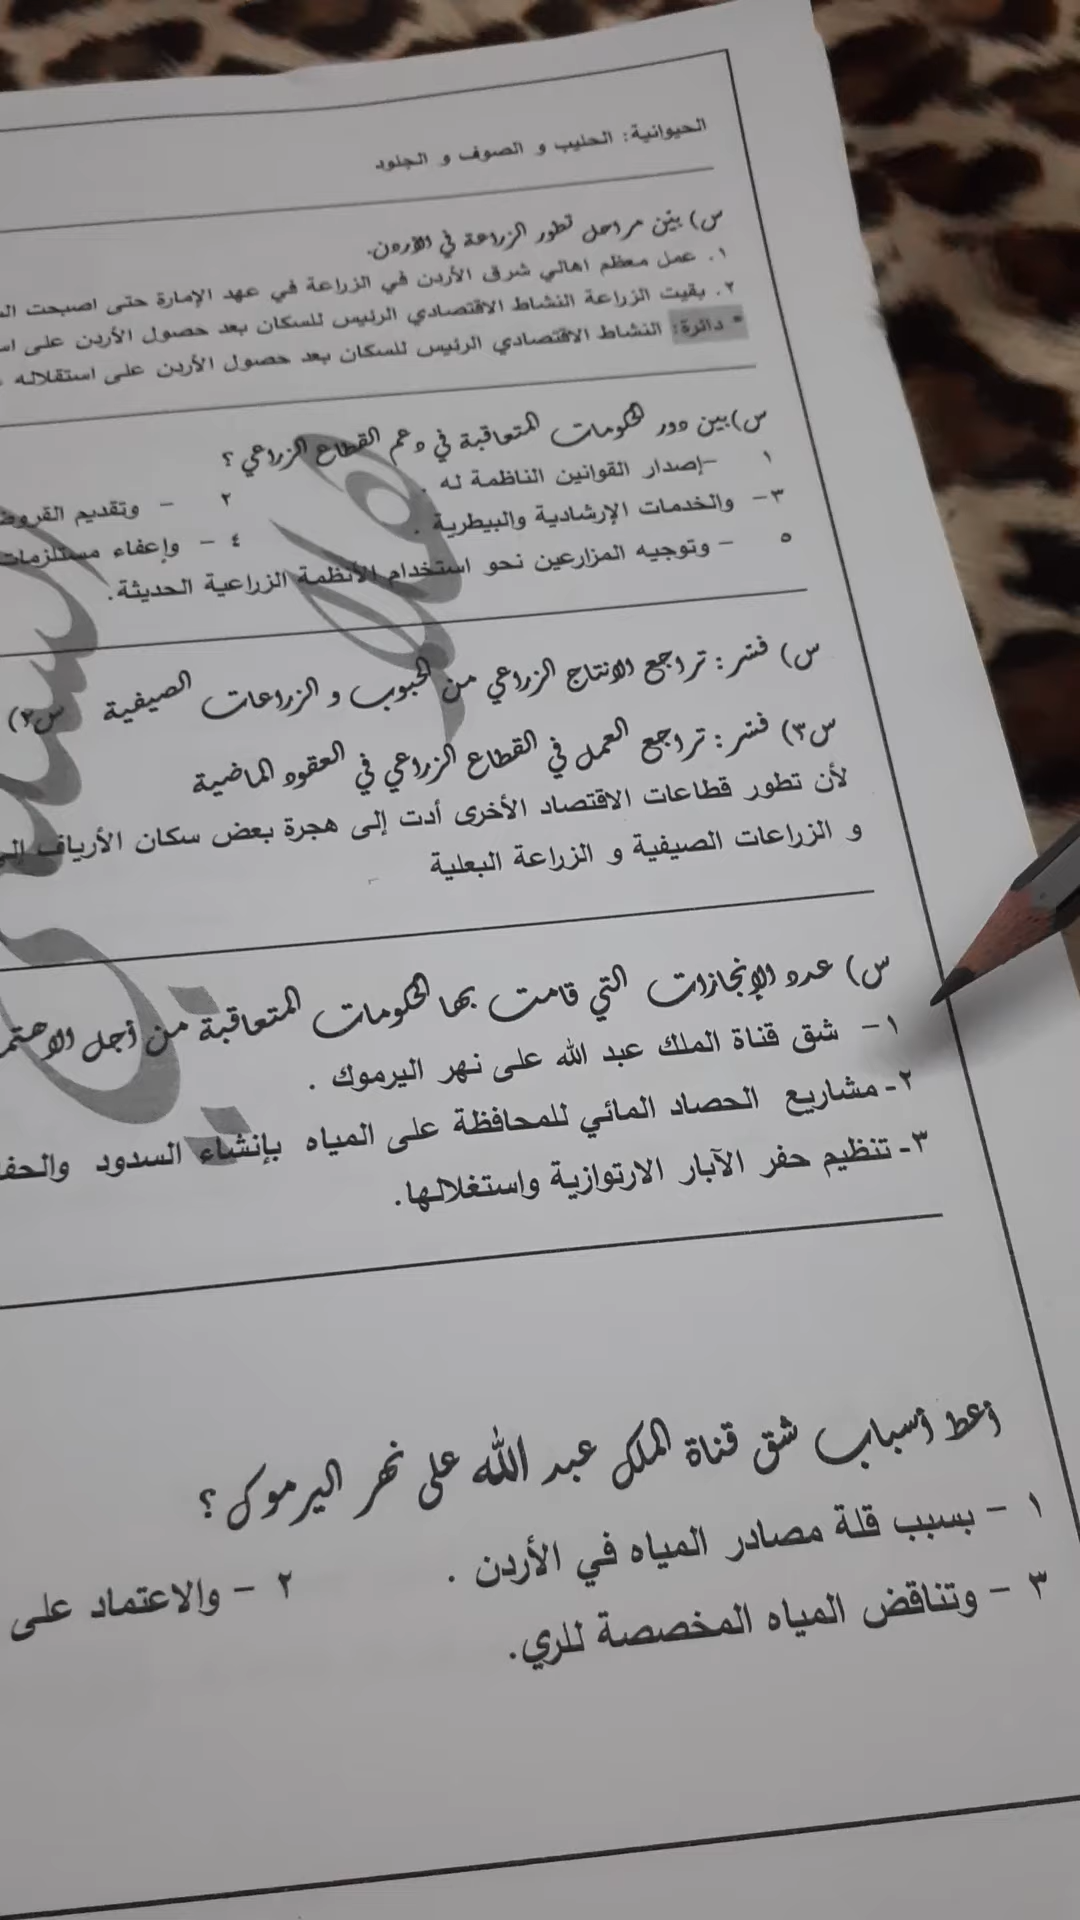 الحيوانية: الحليب و الصوف و الجلود
س) بيّن مراحل تطور الزراعة في الأردن.
١. عمل معظم اهالي شرق الأردن في الزراعة في عهد الإمارة حتى اصبحت
٢. بقيت الزراعة النشاط الاقتصادي الرئيس للسكان بعد حصول الأردن على
* دائرة: النشاط الاقتصادي الرئيس للسكان بعد حصول الأردن على استقلاله
س) بين دور الحكومات المتعاقبة في دعم القطاع الزراعي ؟
١ -إصدار القوانين الناظمة له . ٢ - وتقديم القروض
٣- والخدمات الإرشادية والبيطرية . ٤ - وإعفاء مستلزمات
٥ - وتوجيه المزارعين نحو استخدام الأنظمة الزراعية الحديثة.
س) فسّر: تراجع الانتاج الزراعي من الحبوب و الزراعات الصيفية س٢)
س٣) فسّر: تراجع العمل في القطاع الزراعي في العقود الماضية
لأن تطور قطاعات الاقتصاد الأخرى أدت إلى هجرة بعض سكان الأرياف
و الزراعات الصيفية و الزراعة البعلية
س) عدد الإنجازات التي قامت بها الحكومات المتعاقبة من أجل
١- شق قناة الملك عبد الله على نهر اليرموك .
٢- مشاريع الحصاد المائي للمحافظة على المياه بإنشاء السدود
٣- تنظيم حفر الآبار الارتوازية واستغلالها.
أعط أسباب شق قناة الملك عبد الله على نهر اليرموك ؟
١ - بسبب قلة مصادر المياه في الأردن . ٢ - والاعتماد على
٣ - وتناقض المياه المخصصة للري.